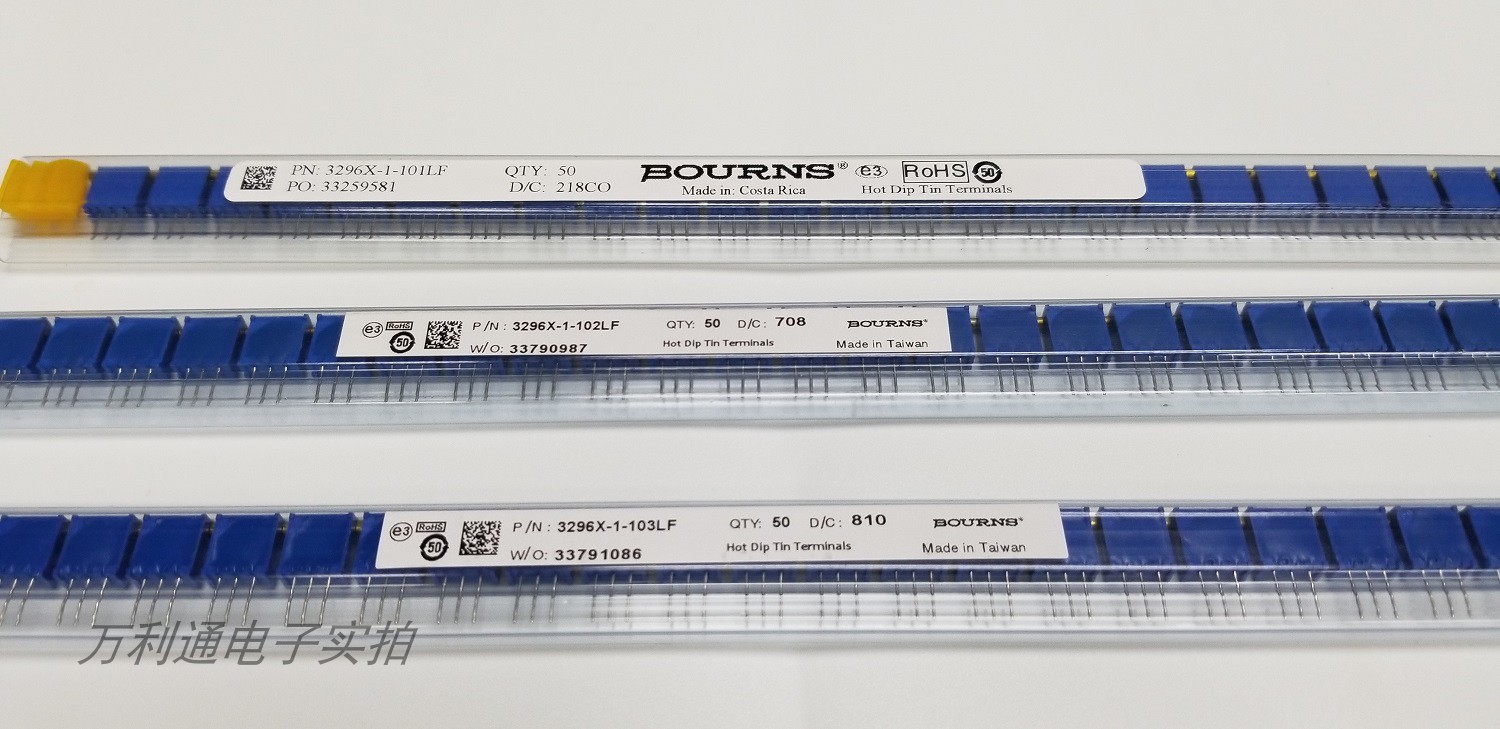 PN: 3296X-1-101LF QTY: 50 BOURNS® e3 RoHS 50
PO: 33259581 D/C: 218CO Made in: Costa Rica Hot Dip Tin Terminals
e3 RoHS P/N : 3296X-1-102LF QTY: 50 D/C: 708 BOURNS®
50 W/O: 33790987 Hot Dip Tin Terminals Made in Taiwan
e3 RoHS P/N : 3296X-1-103LF QTY: 50 D/C: 810 BOURNS®
50 W/O: 33791086 Hot Dip Tin Terminals Made in Taiwan
万利通电子实拍